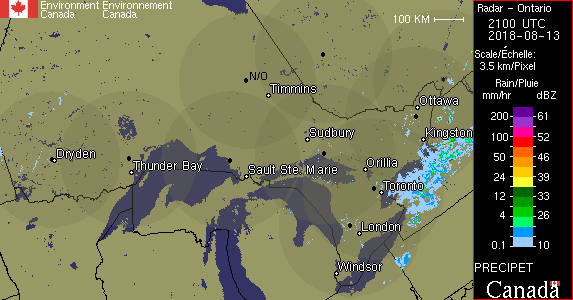 Environment Environnement
Canada Canada
100 KM
N/O
Timmins
Ottawa
Sudbury
Kingston
Dryden
Thunder Bay
Sault Ste. Marie
Orillia
Toronto
London
Windsor
Radar - Ontario
2100 UTC
2018-08-13
Scale/Échelle:
3.5 km/Pixel
Rain/Pluie
mm/hr dBZ
200 61
100 52
50 46
24 39
12 33
4 26
0.1 10
PRECIPET
Canada